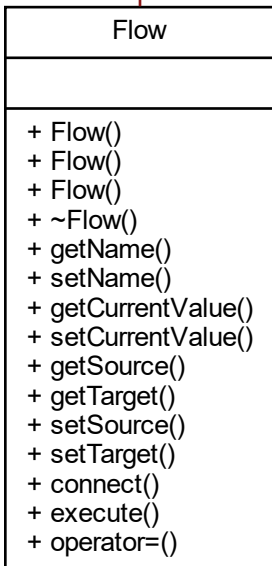 Flow
+ Flow()
+ Flow()
+ Flow()
+ ~Flow()
+ getName()
+ setName()
+ getCurrentValue()
+ setCurrentValue()
+ getSource()
+ getTarget()
+ setSource()
+ setTarget()
+ connect()
+ execute()
+ operator=()